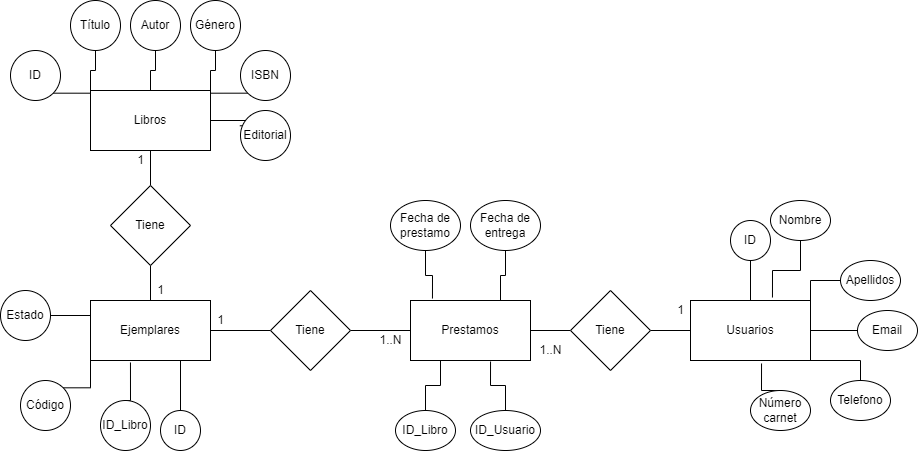 Título
Autor
Género
ID
ISBN
Libros
Editorial
1
Tiene
1
Fecha de
prestamo
Fecha de
entrega
Nombre
ID
Apellidos
Estado
Ejemplares
1
Tiene
1..N
Prestamos
1..N
Tiene
1
Usuarios
Email
Código
ID_Libro
ID
ID_Libro
ID_Usuario
Número
carnet
Telefono